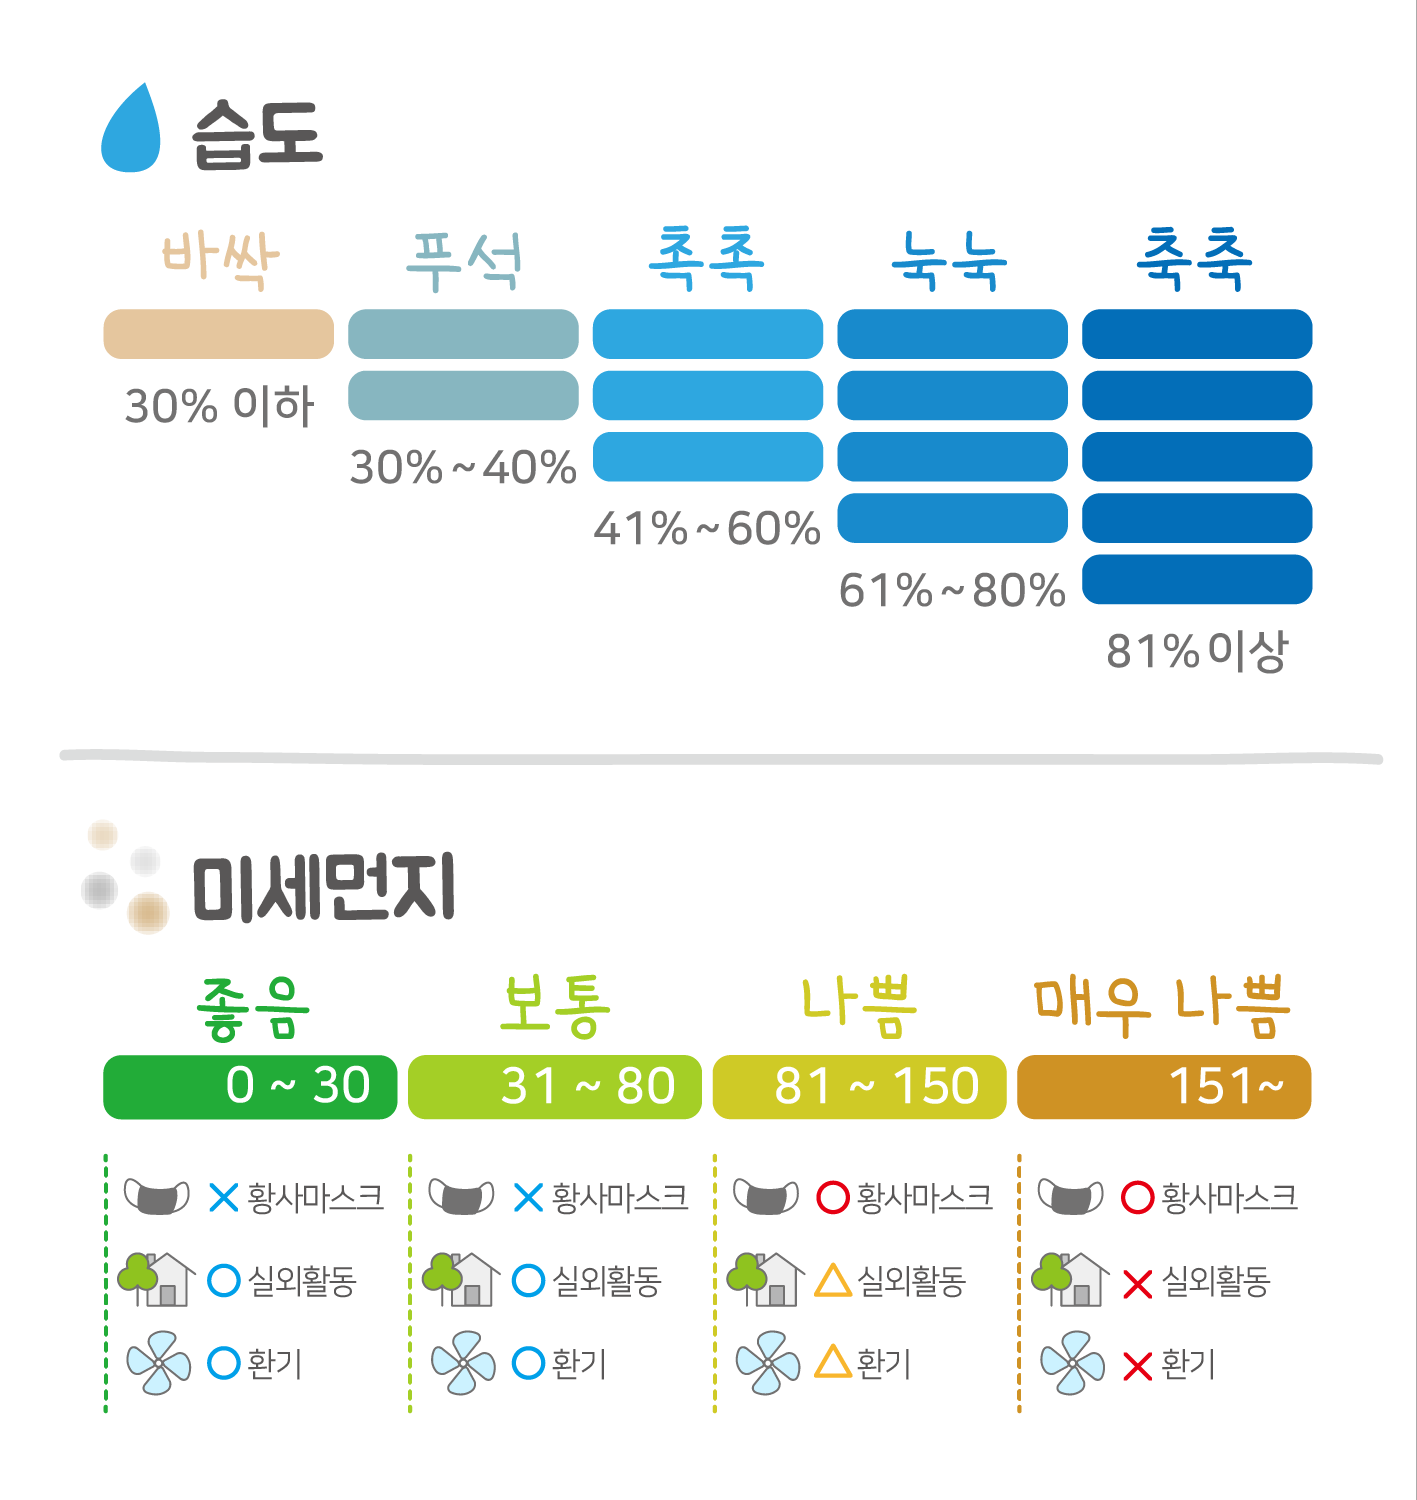 습도
바싹 푸석 촉촉 눅눅 축축
30% 이하
30%~40%
41%~60%
61%~80%
81% 이상
미세먼지
좋음 보통 나쁨 매우 나쁨
0 ~ 30 31 ~ 80 81 ~ 150 151~
황사마스크 황사마스크 황사마스크 황사마스크
실외활동 실외활동 실외활동 실외활동
환기 환기 환기 환기